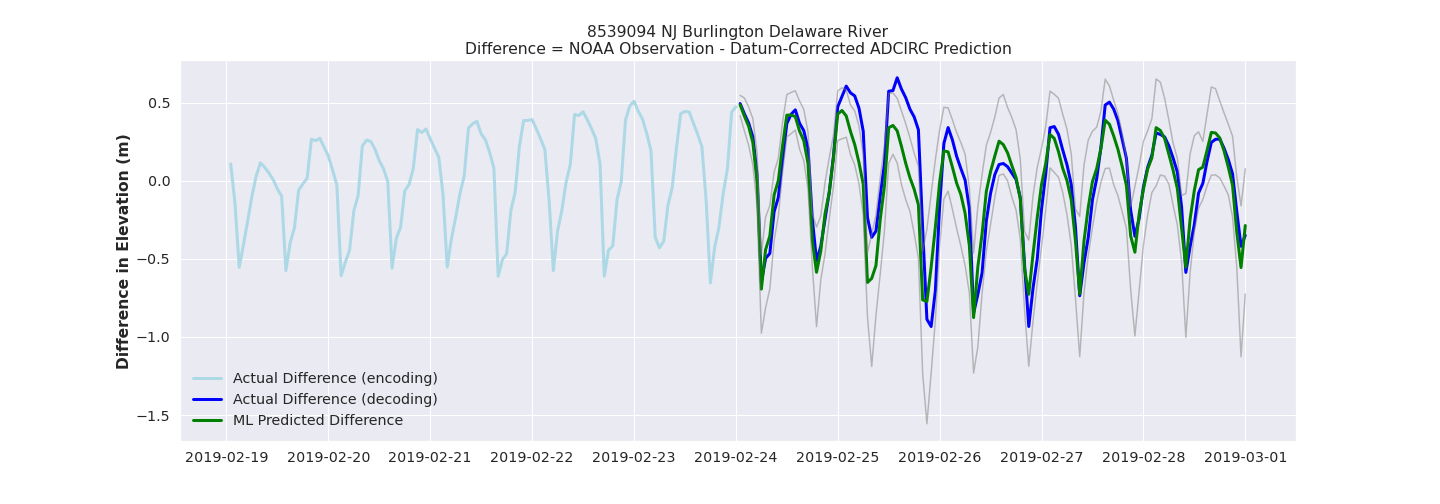 8539094 NJ Burlington Delaware River
Difference = NOAA Observation - Datum-Corrected ADCIRC Prediction
Difference in Elevation (m)
0.5
0.0
−0.5
−1.0
−1.5
Actual Difference (encoding)
Actual Difference (decoding)
ML Predicted Difference
2019-02-19 2019-02-20 2019-02-21 2019-02-22 2019-02-23 2019-02-24 2019-02-25 2019-02-26 2019-02-27 2019-02-28 2019-03-01